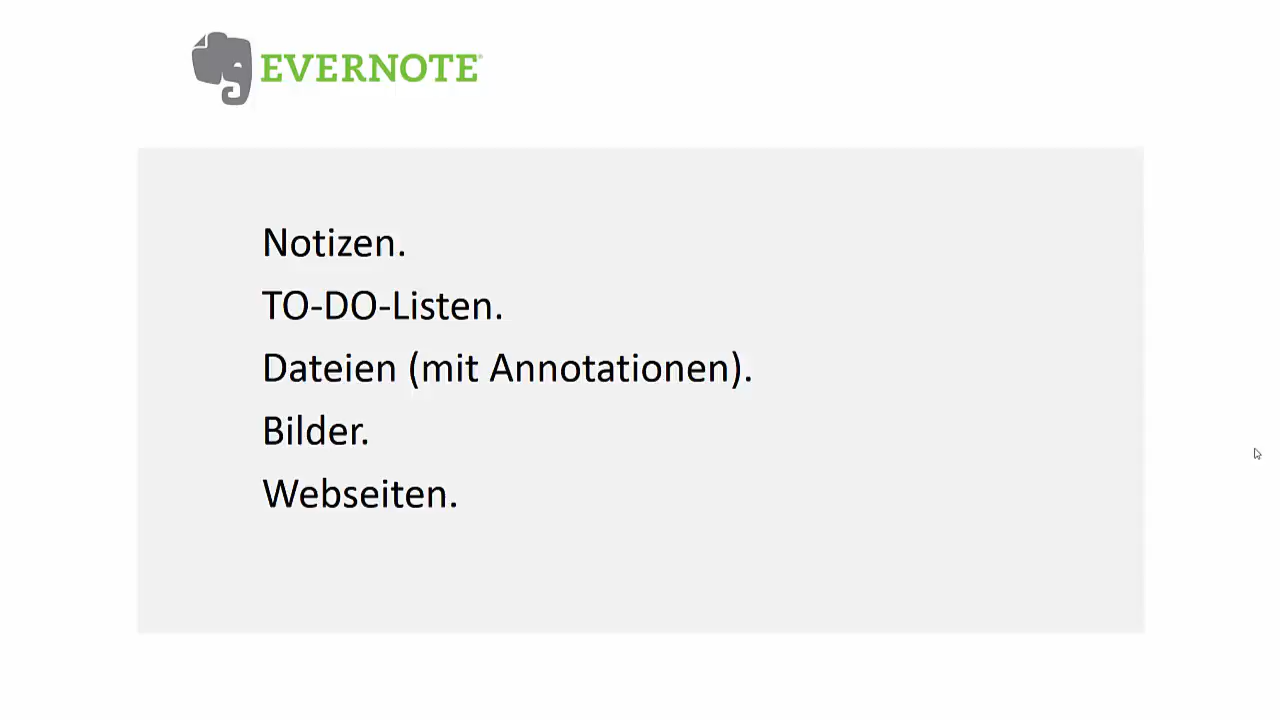 EVERNOTE®
Notizen.
TO-DO-Listen.
Dateien (mit Annotationen).
Bilder.
Webseiten.